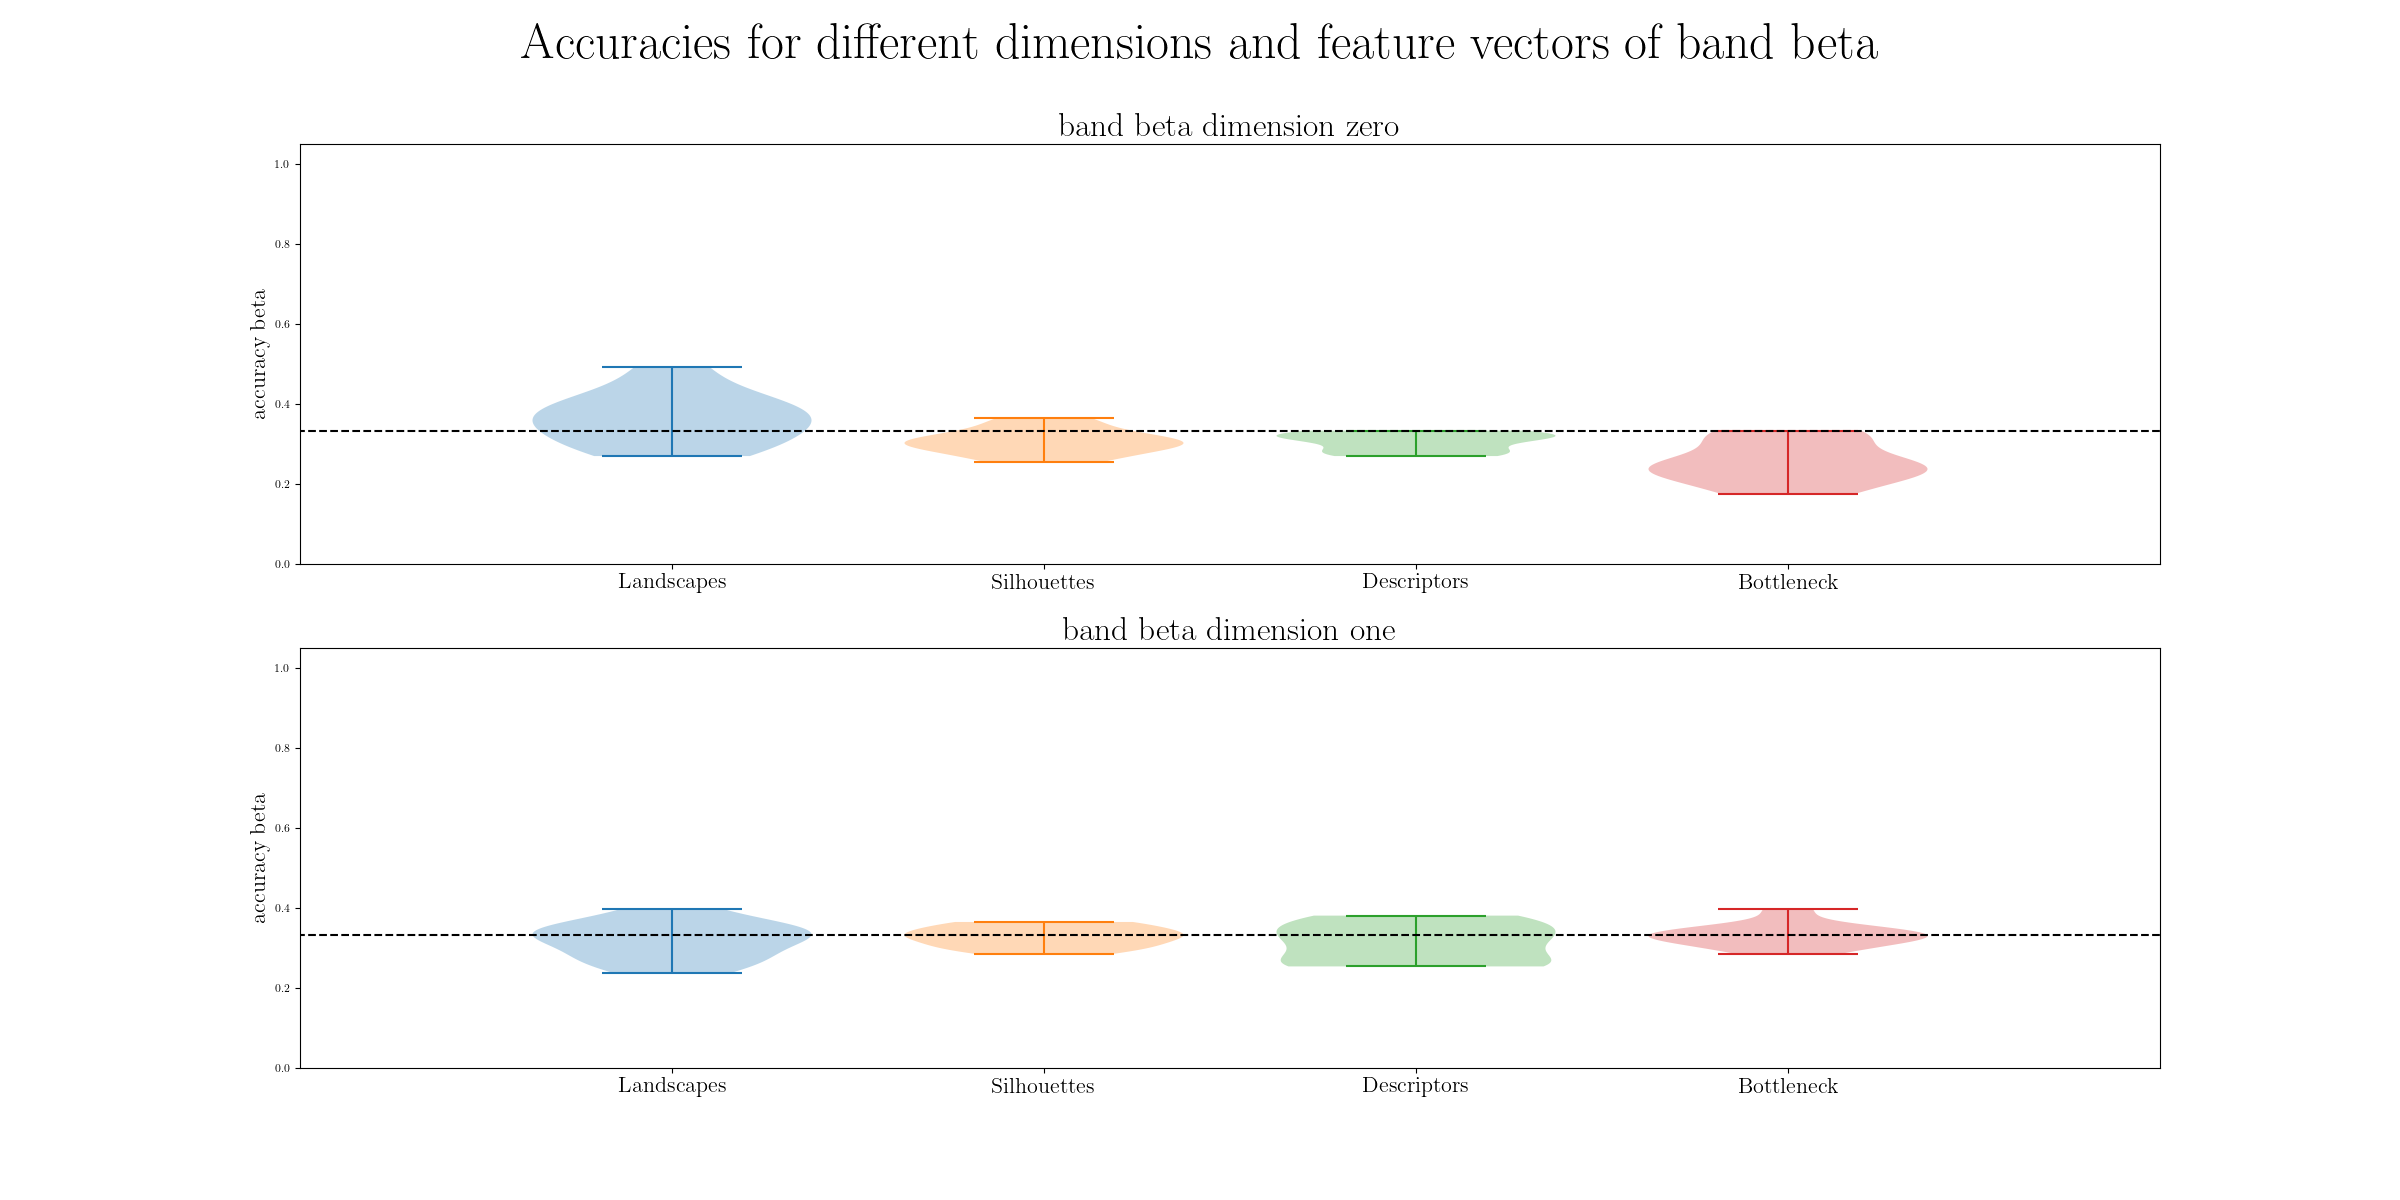 Accuracies for different dimensions and feature vectors of band beta
band beta dimension zero
1.0
0.8
0.6
0.4
0.2
0.0
accuracy beta
Landscapes Silhouettes Descriptors Bottleneck
band beta dimension one
1.0
0.8
0.6
0.4
0.2
0.0
accuracy beta
Landscapes Silhouettes Descriptors Bottleneck